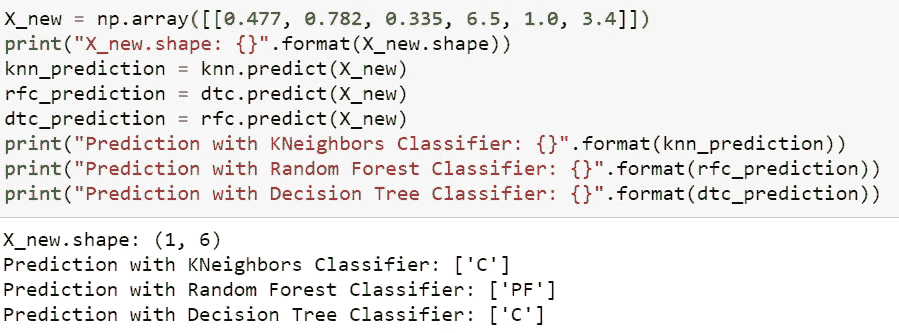 X_new = np.array([[0.477, 0.782, 0.335, 6.5, 1.0, 3.4]])
print("X_new.shape: {}".format(X_new.shape))
knn_prediction = knn.predict(X_new)
rfc_prediction = dtc.predict(X_new)
dtc_prediction = rfc.predict(X_new)
print("Prediction with KNeighbors Classifier: {}".format(knn_prediction))
print("Prediction with Random Forest Classifier: {}".format(rfc_prediction))
print("Prediction with Decision Tree Classifier: {}".format(dtc_prediction))
X_new.shape: (1, 6)
Prediction with KNeighbors Classifier: ['C']
Prediction with Random Forest Classifier: ['PF']
Prediction with Decision Tree Classifier: ['C']